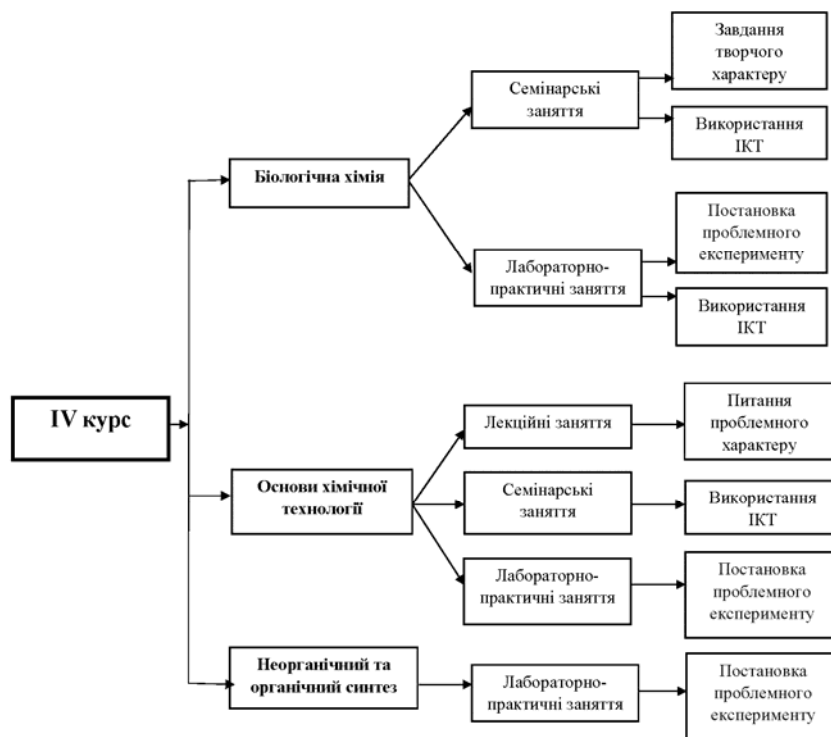 Завдання
творчого
характеру
Семінарські
заняття
Використання
ІКТ
Біологічна хімія
Постановка
проблемного
експерименту
Лабораторно-
практичні заняття
Використання
ІКТ
IV курс
Лекційні заняття
Питання
проблемного
характеру
Основи хімічної
технології
Семінарські
заняття
Використання
ІКТ
Лабораторно-
практичні заняття
Постановка
проблемного
експерименту
Неорганічний та
органічний синтез
Лабораторно-
практичні заняття
Постановка
проблемного
експерименту